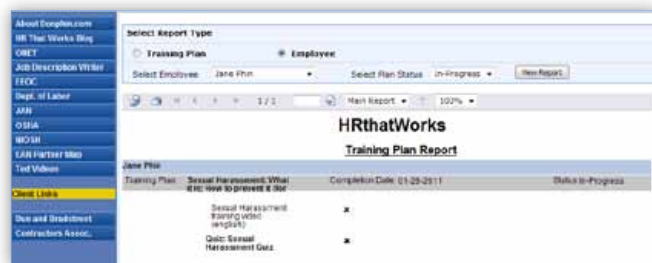 About Donphin.com
HR That Works Blog
ONET
Job Description Writer
EEOC
Dept. of Labor
JAN
OSHA
NIOSH
EAN Partner Map
Ted Videos
Client Links
Dun and Bradstreet
Contractors Assoc.
Select Report Type
Training Plan
Employee
Select Employee
Jane Phin
Select Plan Status
In-Progress
View Report
1 / 1
Main Report
100%
HRthatWorks
Training Plan Report
Jane Phin
Training Plan
Sexual Harassment: What
it is; How to prevent it (for
Completion Date: 01-28-2011
Status In-Progress
Sexual Harassment
training video
(english)
x
Quiz: Sexual
Harassment Quiz
x